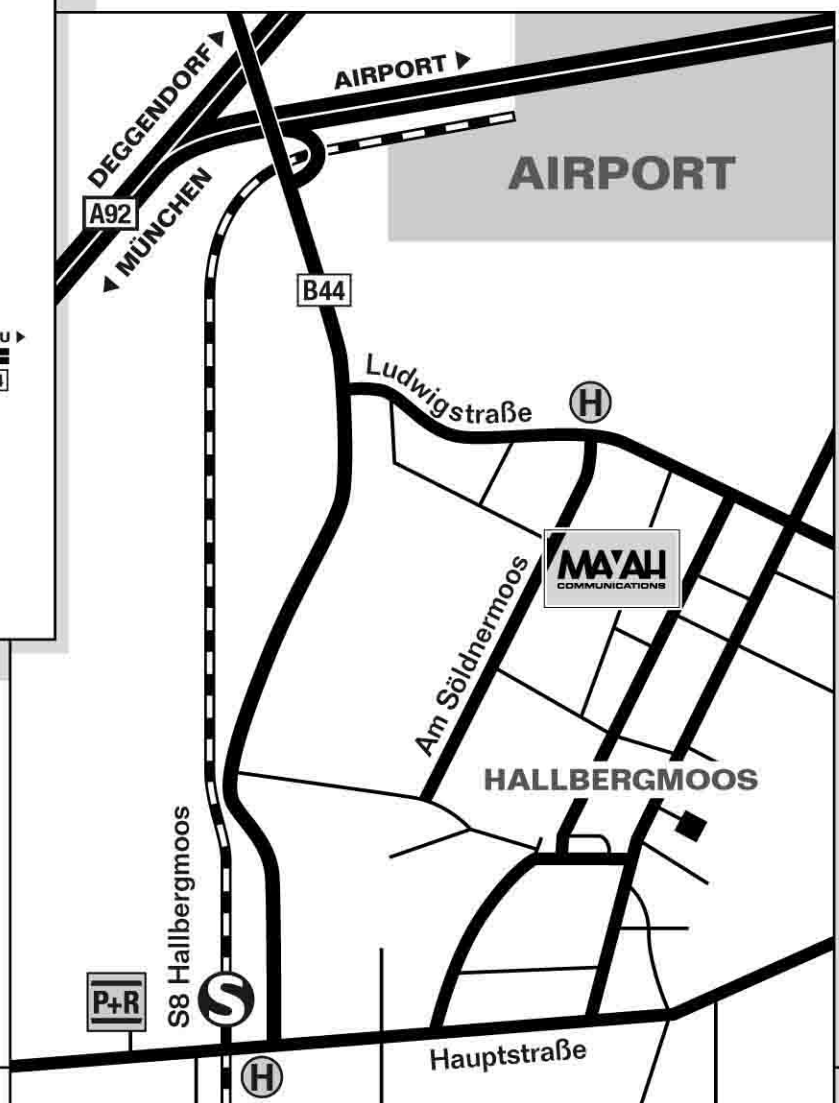 DEGGENDORF
AIRPORT
AIRPORT
A92
MÜNCHEN
B44
Ludwigstraße
H
MAYAH
COMMUNICATIONS
Am Söldnermoos
HALLBERGMOOS
S8 Hallbergmoos
P+R
S
Hauptstraße
H